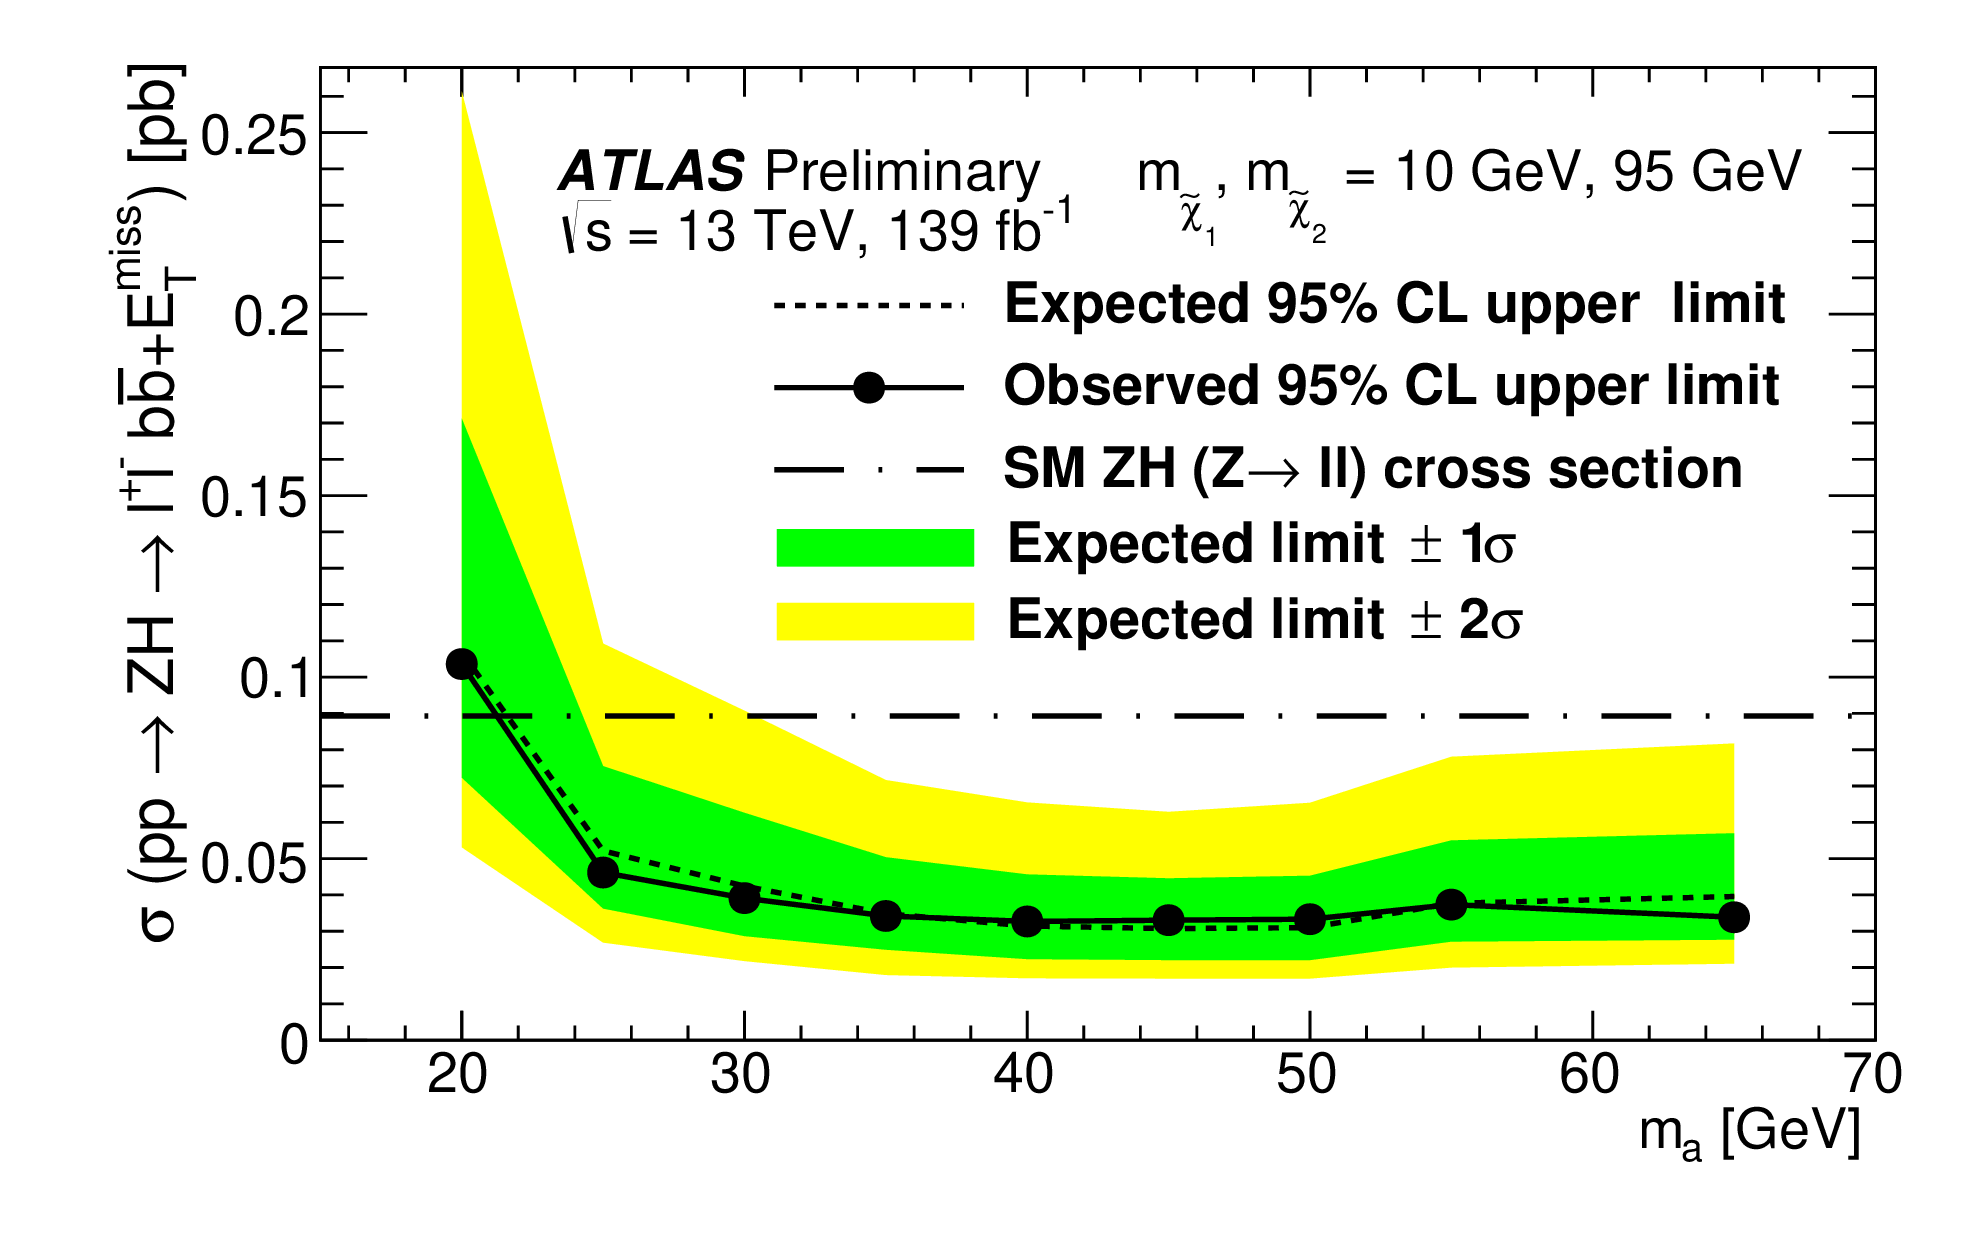 σ (pp → ZH → l⁺l⁻ bb̅+E_T^miss) [pb]
0.25
0.2
0.15
0.1
0.05
0
ATLAS Preliminary m_χ̃₁, m_χ̃₂ = 10 GeV, 95 GeV
√s = 13 TeV, 139 fb⁻¹
Expected 95% CL upper limit
Observed 95% CL upper limit
SM ZH (Z→ ll) cross section
Expected limit ± 1σ
Expected limit ± 2σ
20 30 40 50 60 70
m_a [GeV]